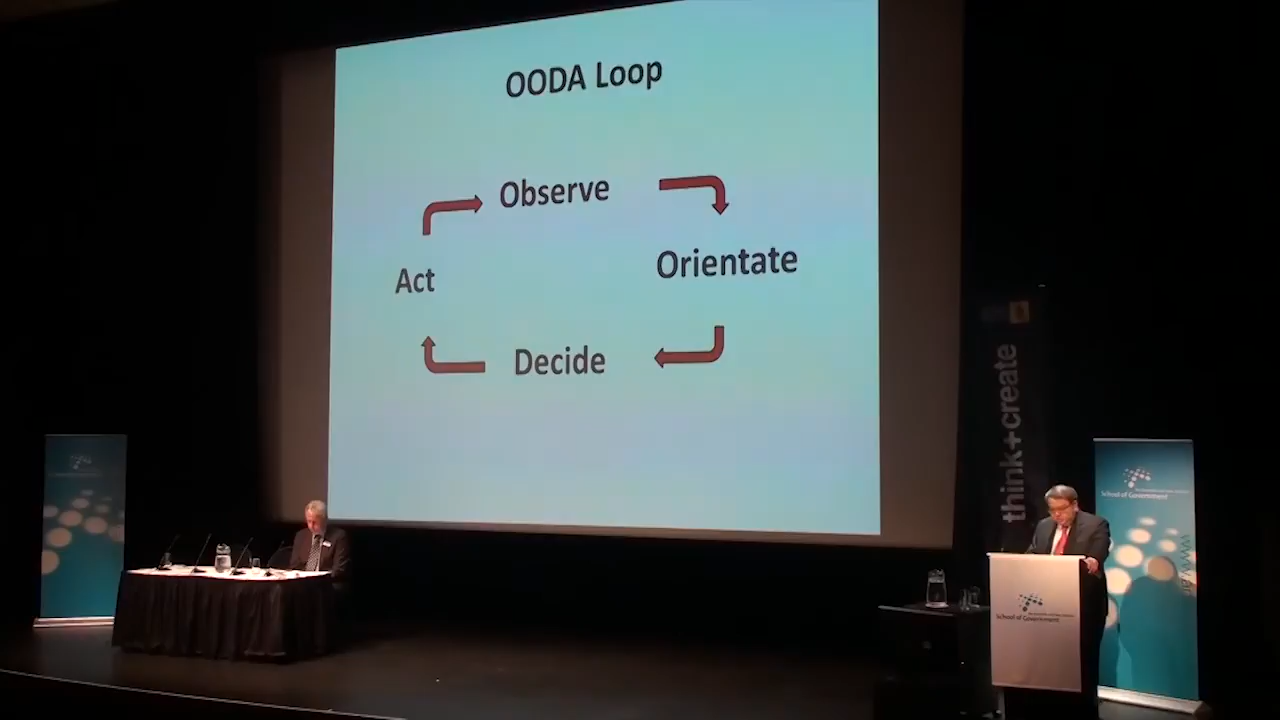 OODA Loop
Observe
Orientate
Act
Decide
think+create
School of Government
School of Government